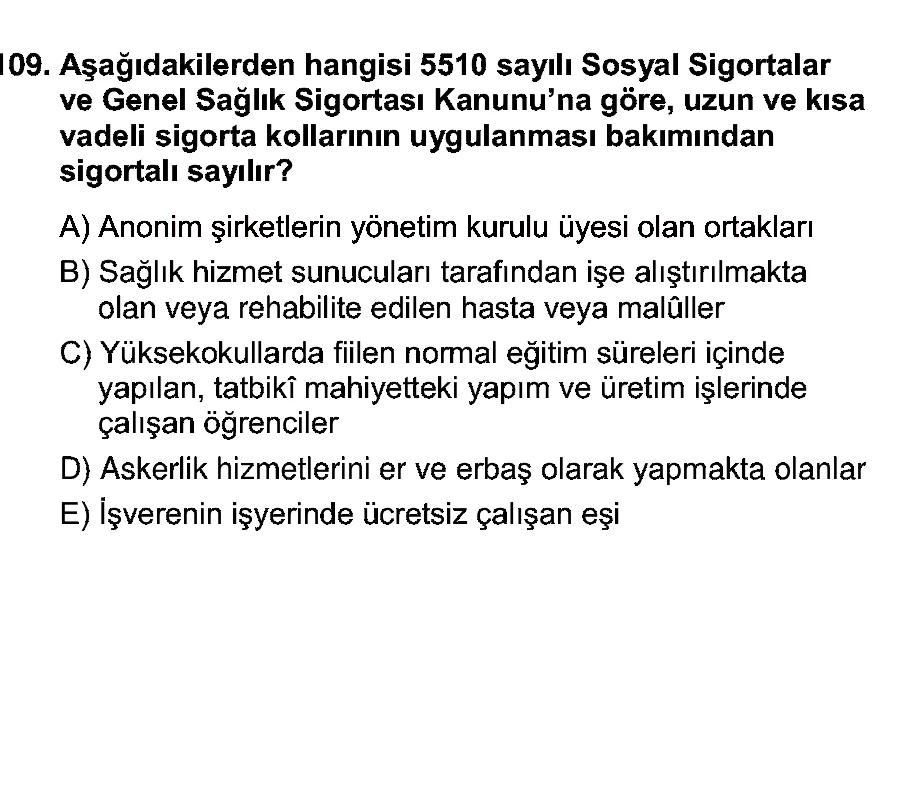 109. Aşağıdakilerden hangisi 5510 sayılı Sosyal Sigortalar
ve Genel Sağlık Sigortası Kanunu'na göre, uzun ve kısa
vadeli sigorta kollarının uygulanması bakımından
sigortalı sayılır?
A) Anonim şirketlerin yönetim kurulu üyesi olan ortakları
B) Sağlık hizmet sunucuları tarafından işe alıştırılmakta
olan veya rehabilite edilen hasta veya malûller
C) Yüksekokullarda fiilen normal eğitim süreleri içinde
yapılan, tatbikî mahiyetteki yapım ve üretim işlerinde
çalışan öğrenciler
D) Askerlik hizmetlerini er ve erbaş olarak yapmakta olanlar
E) İşverenin işyerinde ücretsiz çalışan eşi